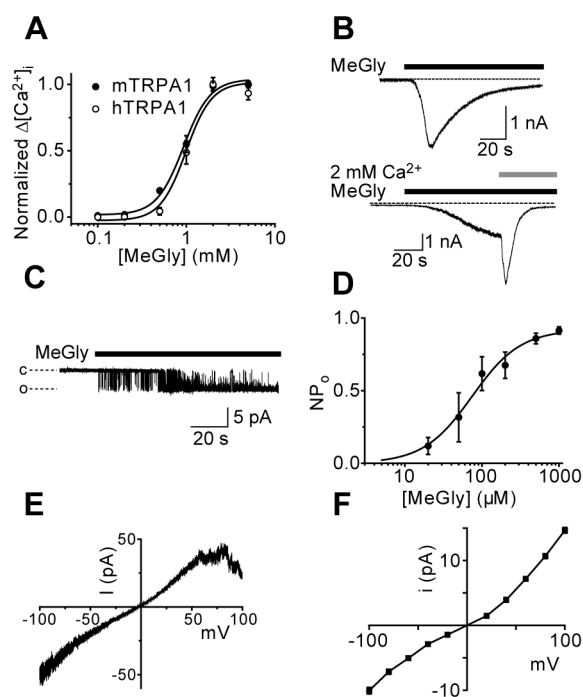 A
Normalized Δ[Ca²⁺]ᵢ
1.0
0.5
0.0
mTRPA1
hTRPA1
0.1
1
10
[MeGly] (mM)
B
MeGly
1 nA
20 s
2 mM Ca²⁺
MeGly
1 nA
20 s
C
MeGly
c
o
5 pA
20 s
D
NPₒ
1.0
0.5
0.0
10
100
1000
[MeGly] (µM)
E
I (pA)
50
-100
-50
50
100
mV
-50
F
i (pA)
10
-100
100
mV
-10